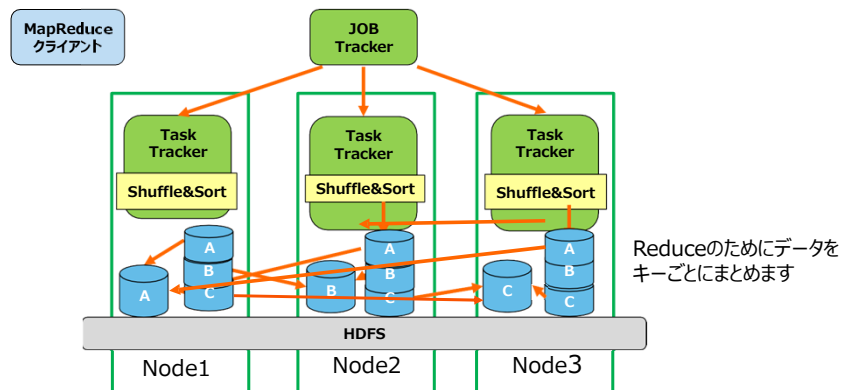 MapReduce
クライアント
JOB
Tracker
Task
Tracker
Task
Tracker
Task
Tracker
Shuffle&Sort
Shuffle&Sort
Shuffle&Sort
A
B
C
A
A
B
C
B
A
B
C
C
Reduceのためにデータを
キーごとにまとめます
HDFS
Node1
Node2
Node3